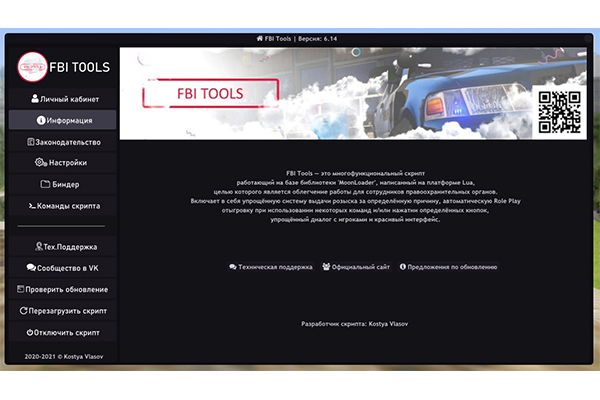 FBI Tools | Версия: 6.14
FBI TOOLS
Личный кабинет
Информация
Законодательство
Настройки
Биндер
Команды скрипта
Тех.Поддержка
Сообщество в VK
Проверить обновление
Перезагрузить скрипт
Отключить скрипт
2020-2021 © Kostya Vlasov
FBI TOOLS
FBI Tools — это многофункциональный скрипт
работающий на базе библиотеки 'MoonLoader', написанный на платформе Lua,
целью которого является облегчение работы для сотрудников правоохранительных органов.
Включает в себя упрощённую систему выдачи розыска за определённую причину, автоматическую Role Play
отыгровку при использовании некоторых команд и/или нажатии определённых кнопок,
упрощённый диалог с игроками и красивый интерфейс.
Техническая поддержка Официальный сайт Предложения по обновлению
Разработчик скрипта: Kostya Vlasov